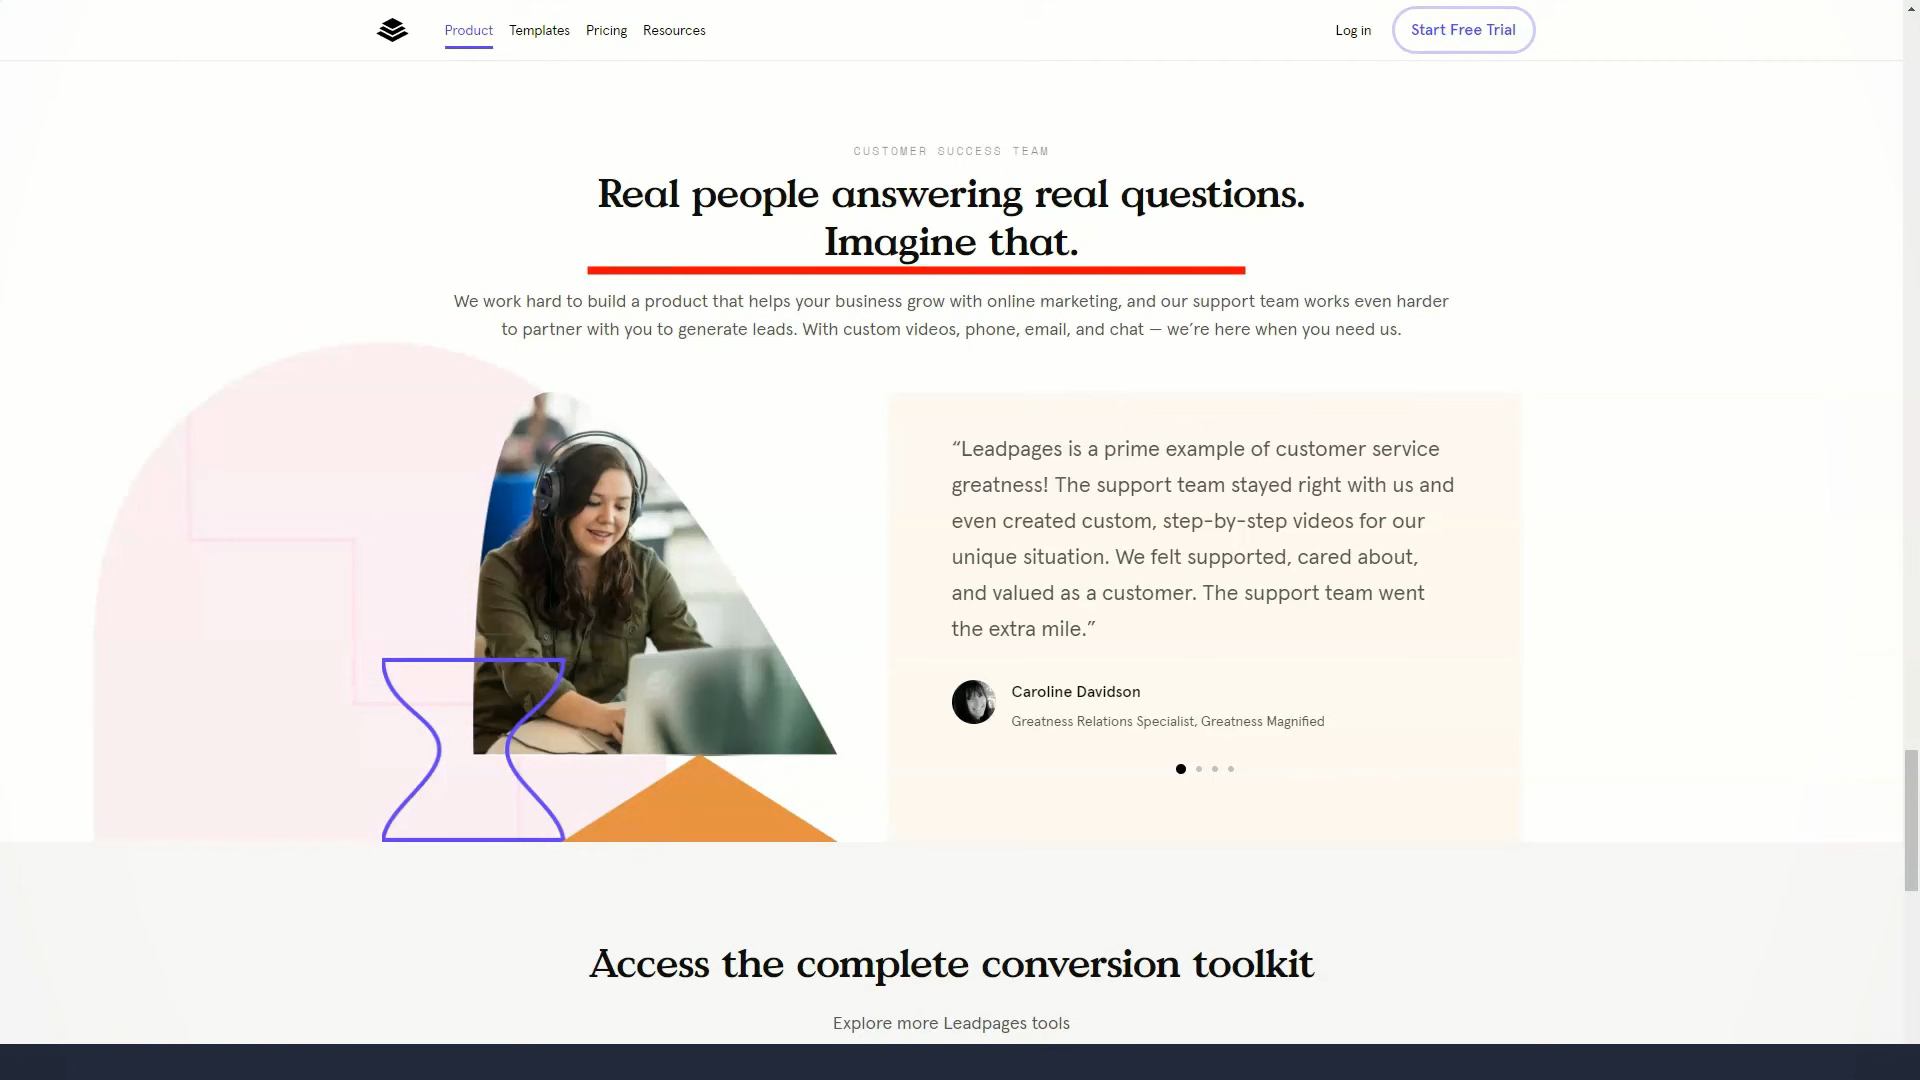 Product Templates Pricing Resources Log in Start Free Trial
CUSTOMER SUCCESS TEAM
Real people answering real questions.
Imagine that.
We work hard to build a product that helps your business grow with online marketing, and our support team works even harder
to partner with you to generate leads. With custom videos, phone, email, and chat — we’re here when you need us.
“Leadpages is a prime example of customer service
greatness! The support team stayed right with us and
even created custom, step-by-step videos for our
unique situation. We felt supported, cared about,
and valued as a customer. The support team went
the extra mile.”
Caroline Davidson
Greatness Relations Specialist, Greatness Magnified
Access the complete conversion toolkit
Explore more Leadpages tools